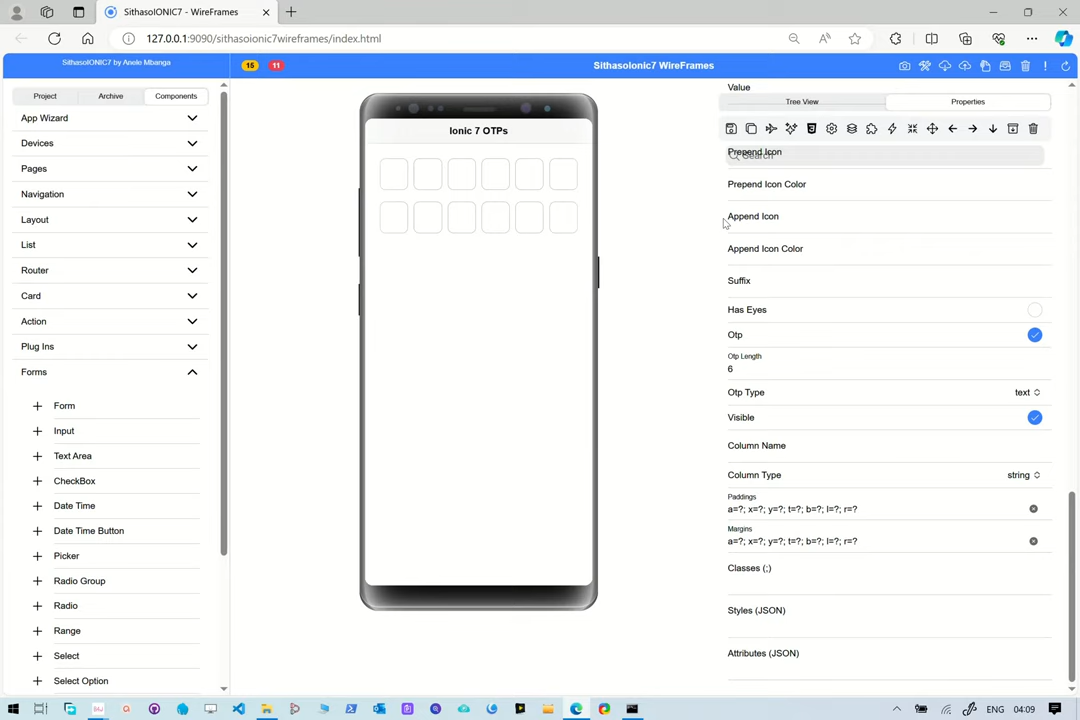 SithasoIONIC7 - WireFrames
127.0.0.1:9090/sithasoionic7wireframes/index.html
SithasoIONIC7 by Anele Mbanga
15
11
SithasoIonic7 WireFrames
Project
Archive
Components
App Wizard
Devices
Pages
Navigation
Layout
List
Router
Card
Action
Plug Ins
Forms
Form
Input
Text Area
CheckBox
Date Time
Date Time Button
Picker
Radio Group
Radio
Range
Select
Select Option
Ionic 7 OTPs
Value
Tree View
Properties
Prepend Icon
Search
Prepend Icon Color
Append Icon
Append Icon Color
Suffix
Has Eyes
Otp
Otp Length
6
Otp Type
text
Visible
Column Name
Column Type
string
Paddings
a=?; x=?; y=?; t=?; b=?; l=?; r=?
Margins
a=?; x=?; y=?; t=?; b=?; l=?; r=?
Classes (;)
Styles (JSON)
Attributes (JSON)
ENG
04:09